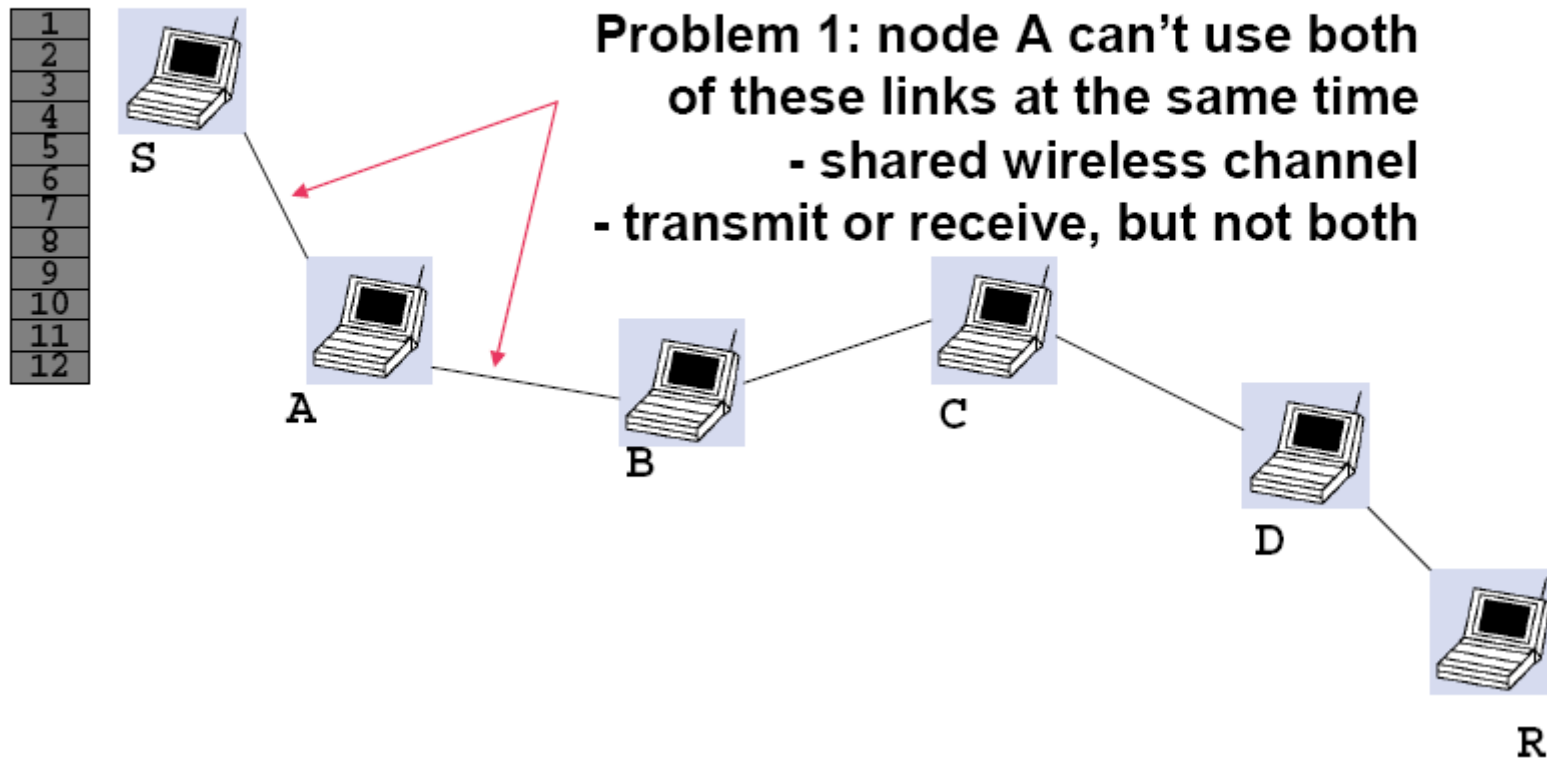 1
2
3
4
5
6
7
8
9
10
11
12
Problem 1: node A can't use both
of these links at the same time
- shared wireless channel
- transmit or receive, but not both
S
A
B
C
D
R